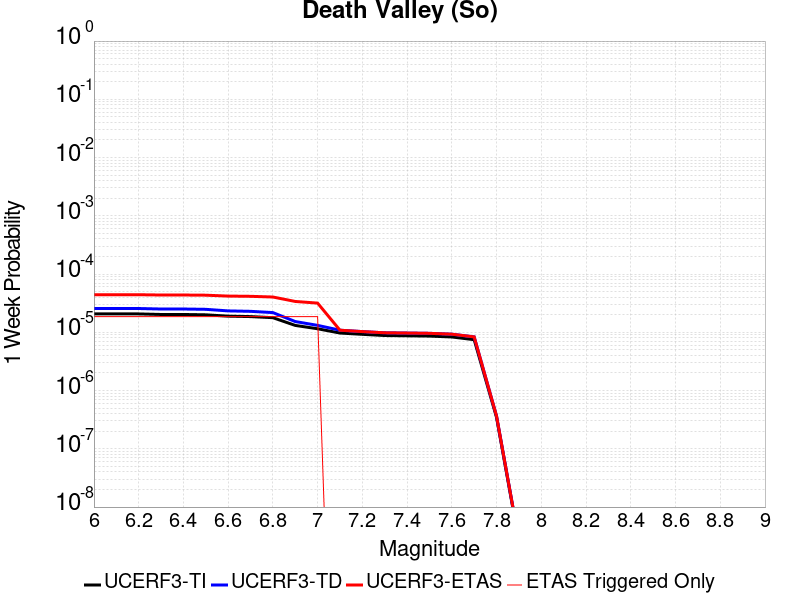 Death Valley (So)
10^0
10^-1
10^-2
10^-3
10^-4
10^-5
10^-6
10^-7
10^-8
1 Week Probability
6 6.2 6.4 6.6 6.8 7 7.2 7.4 7.6 7.8 8 8.2 8.4 8.6 8.8 9
Magnitude
UCERF3-TI UCERF3-TD UCERF3-ETAS ETAS Triggered Only